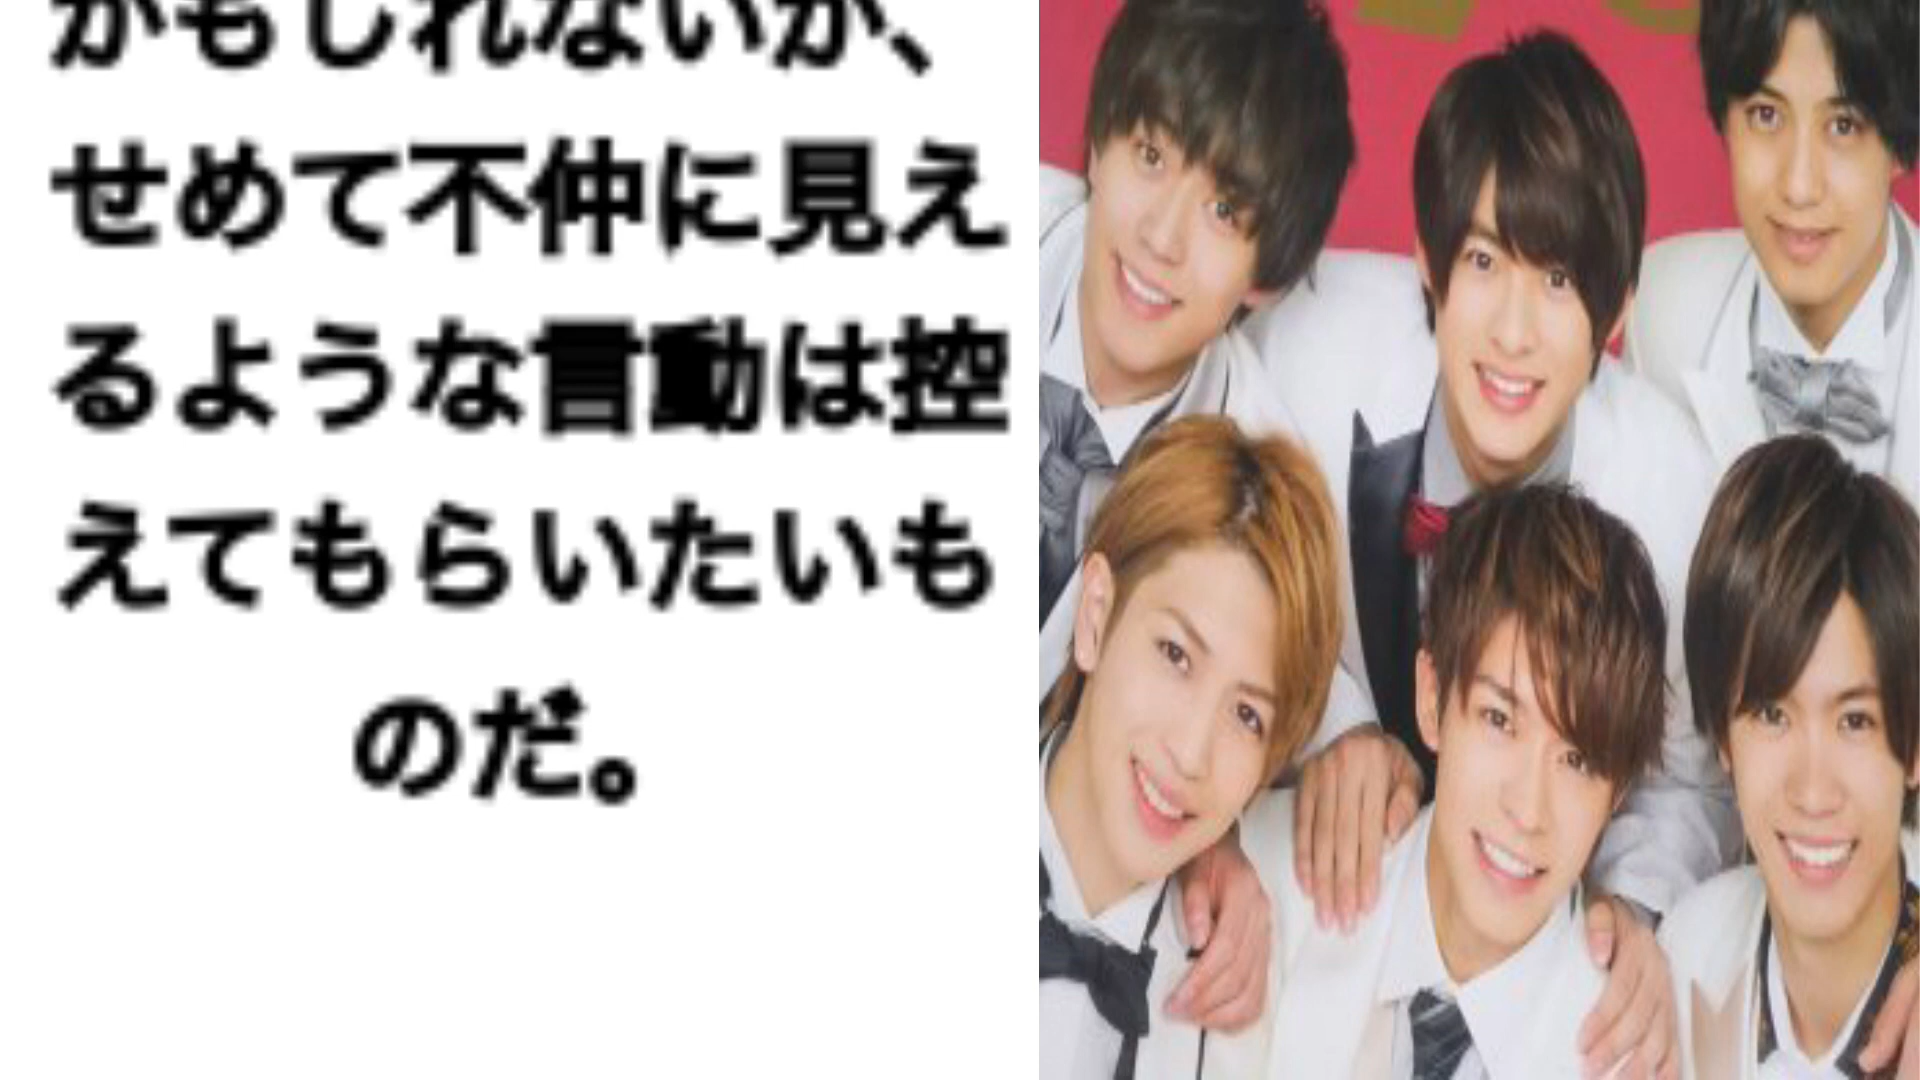 かもしれないが、
せめて不仲に見え
るような言動は控
えてもらいたいも
のだ。